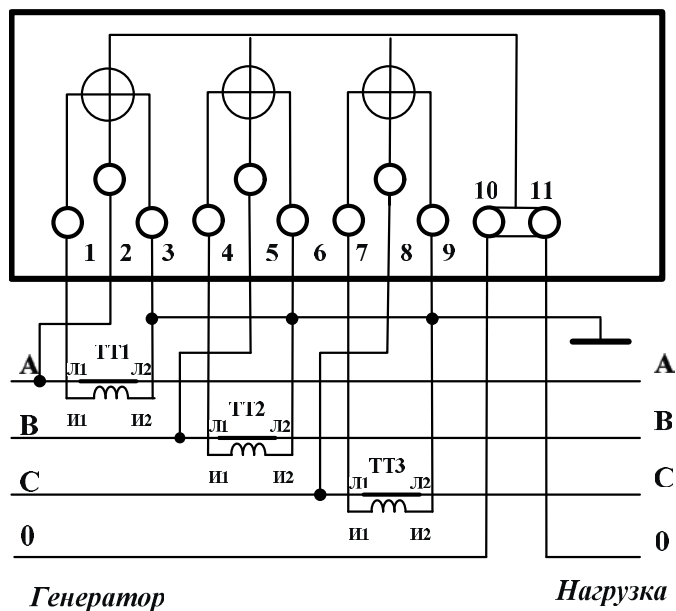 10 11
1 2 3 4 5 6 7 8 9
А ТТ1 А
Л1 Л2
И1 И2
В ТТ2 В
Л1 Л2
И1 И2
С ТТ3 С
Л1 Л2
И1 И2
0 0
Генератор Нагрузка